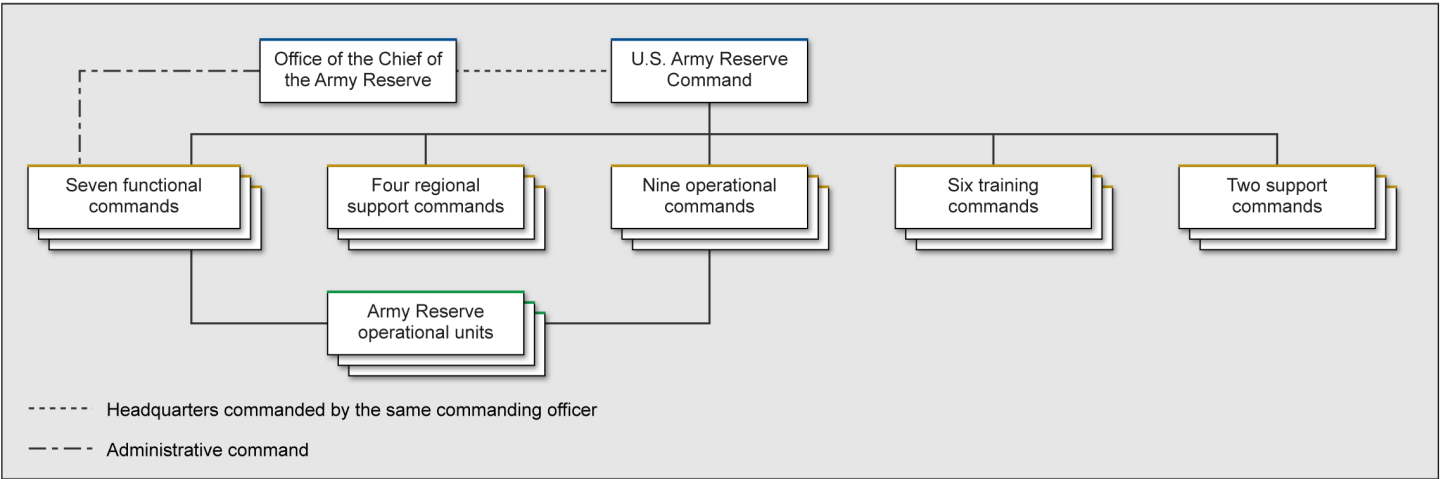 Office of the Chief of
the Army Reserve
U.S. Army Reserve
Command
Seven functional
commands
Four regional
support commands
Nine operational
commands
Six training
commands
Two support
commands
Army Reserve
operational units
Headquarters commanded by the same commanding officer
Administrative command